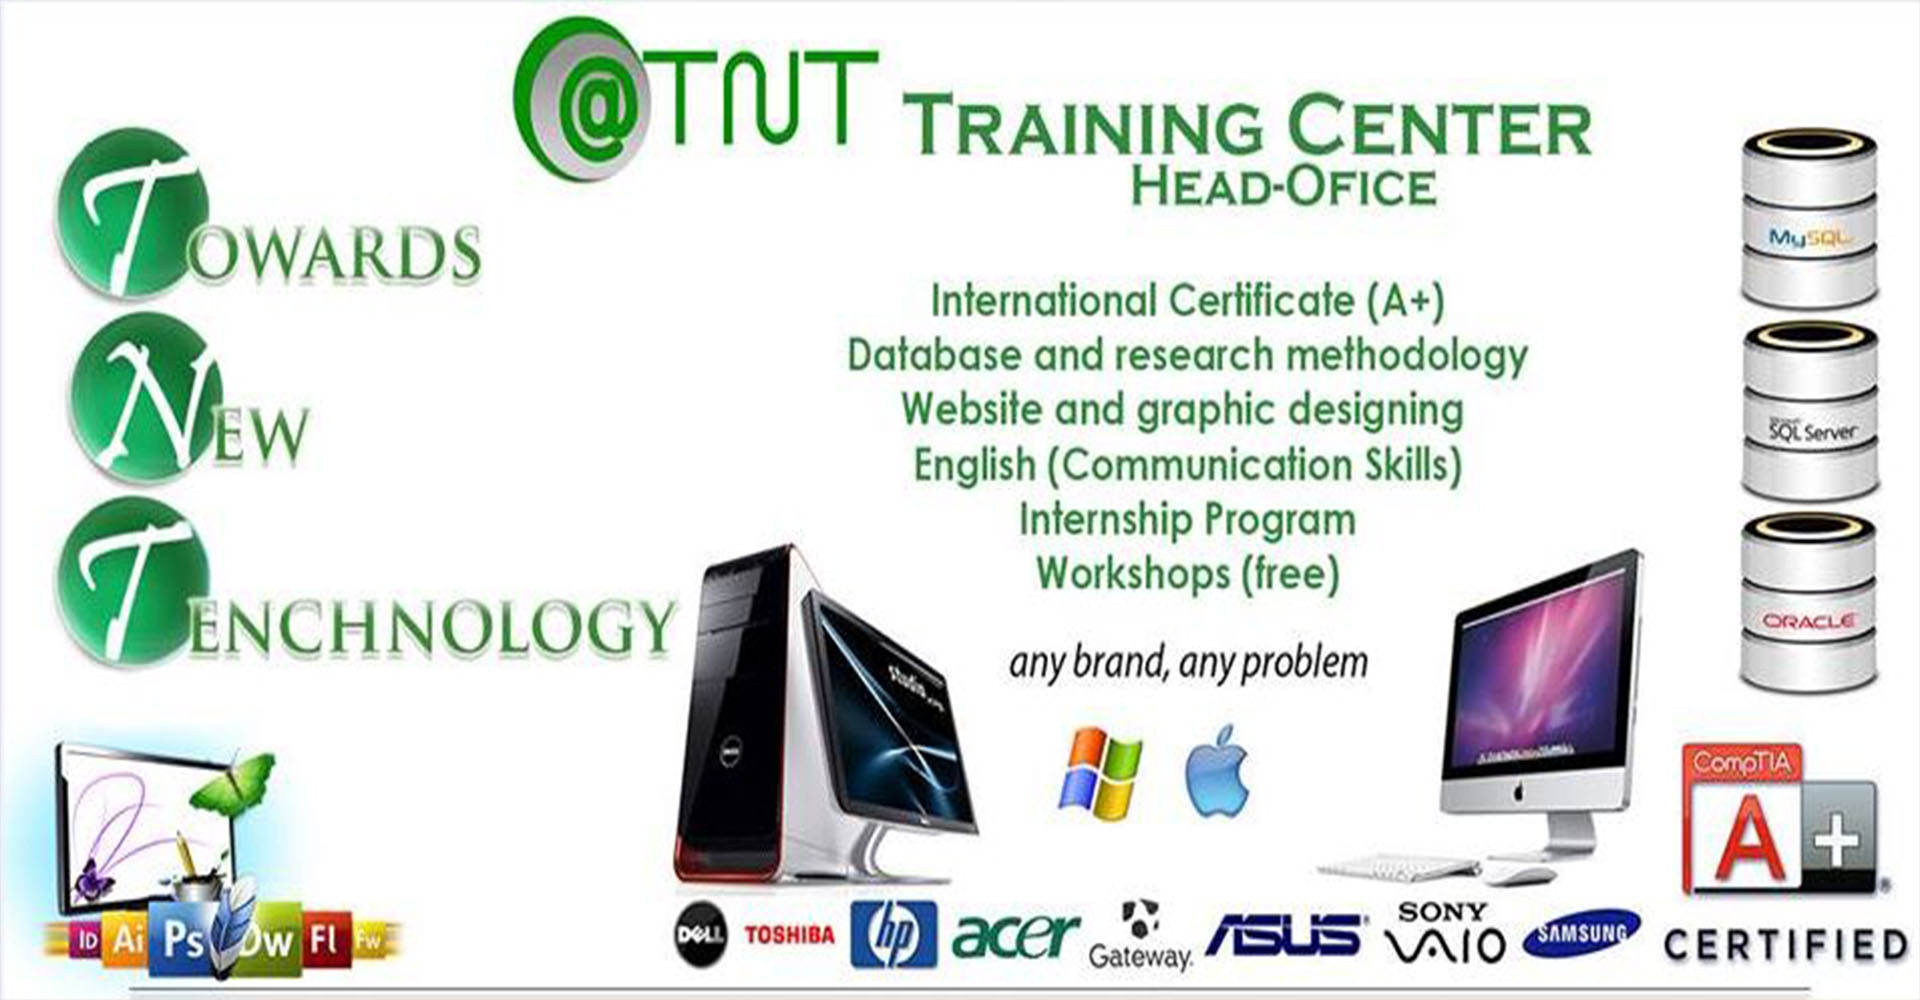 @TNT TRAINING CENTER
HEAD-OFICE
TOWARDS
NEW
TENCHNOLOGY
International Certificate (A+)
Database and research methodology
Website and graphic designing
English (Communication Skills)
Internship Program
Workshops (free)
any brand, any problem
MySQL
SQL Server
ORACLE
studio
DELL
CompTIA
A+
®
CERTIFIED
ID Ai Ps Dw Fl Fw
DELL TOSHIBA hp acer Gateway. ASUS SONY VAIO SAMSUNG